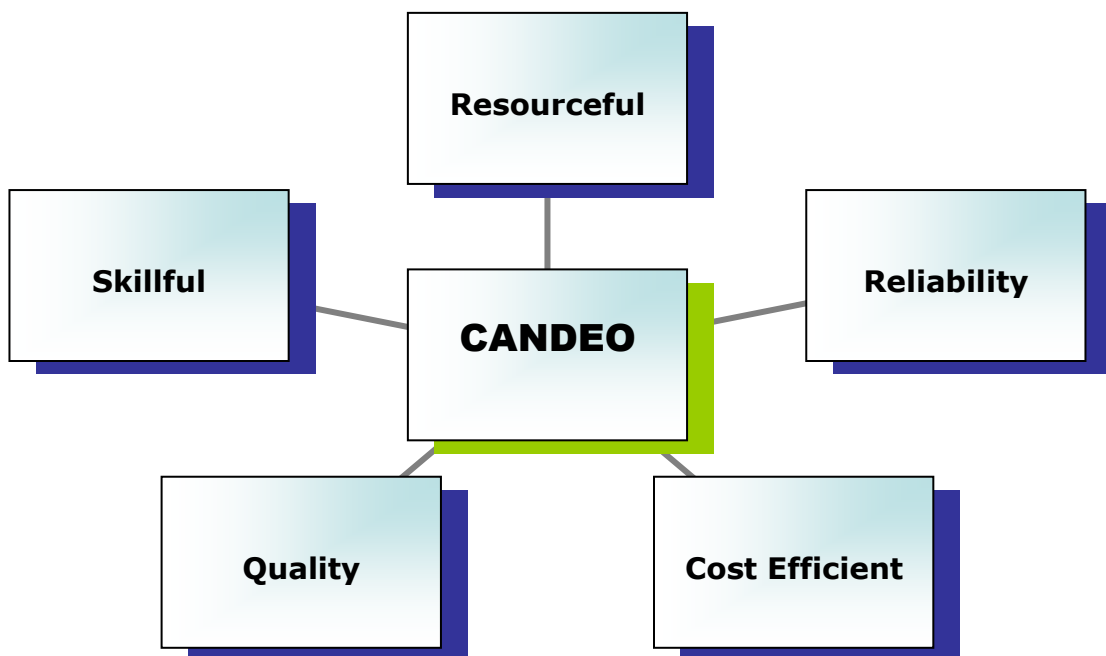 Resourceful
Skillful
Reliability
CANDEO
Quality
Cost Efficient